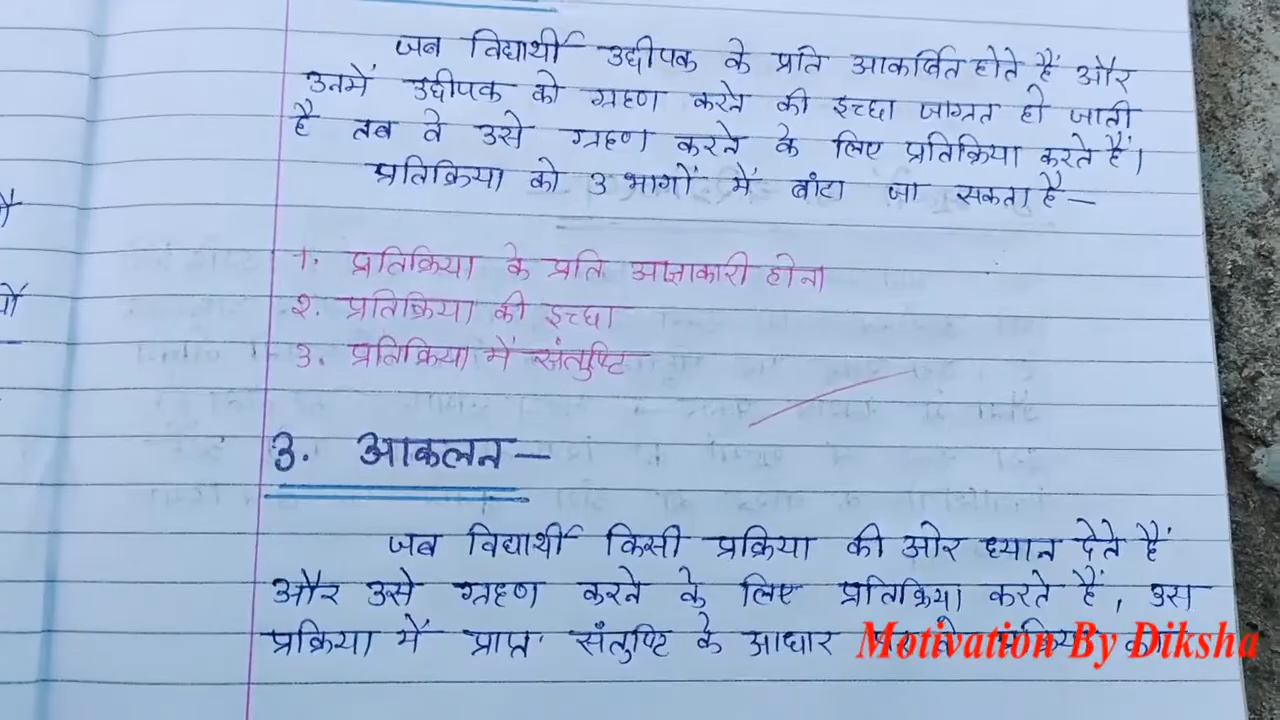 जब विद्यार्थी उद्दीपक के प्रति आकर्षित होते हैं और
उनमें उद्दीपक को ग्रहण करने की इच्छा जाग्रत हो जाती
है तब वे उसे ग्रहण करने के लिए प्रतिक्रिया करते हैं।
प्रतिक्रिया को 3 भागों में बांटा जा सकता है —
1. प्रतिक्रिया के प्रति आज्ञाकारी होना
2. प्रतिक्रिया की इच्छा
3. प्रतिक्रिया में संतुष्टि
3. आकलन —
जब विद्यार्थी किसी प्रक्रिया की ओर ध्यान देते हैं
और उसे ग्रहण करने के लिए प्रतिक्रिया करते हैं, उस
प्रक्रिया में प्राप्त संतुष्टि के आधार
Motivation By Diksha